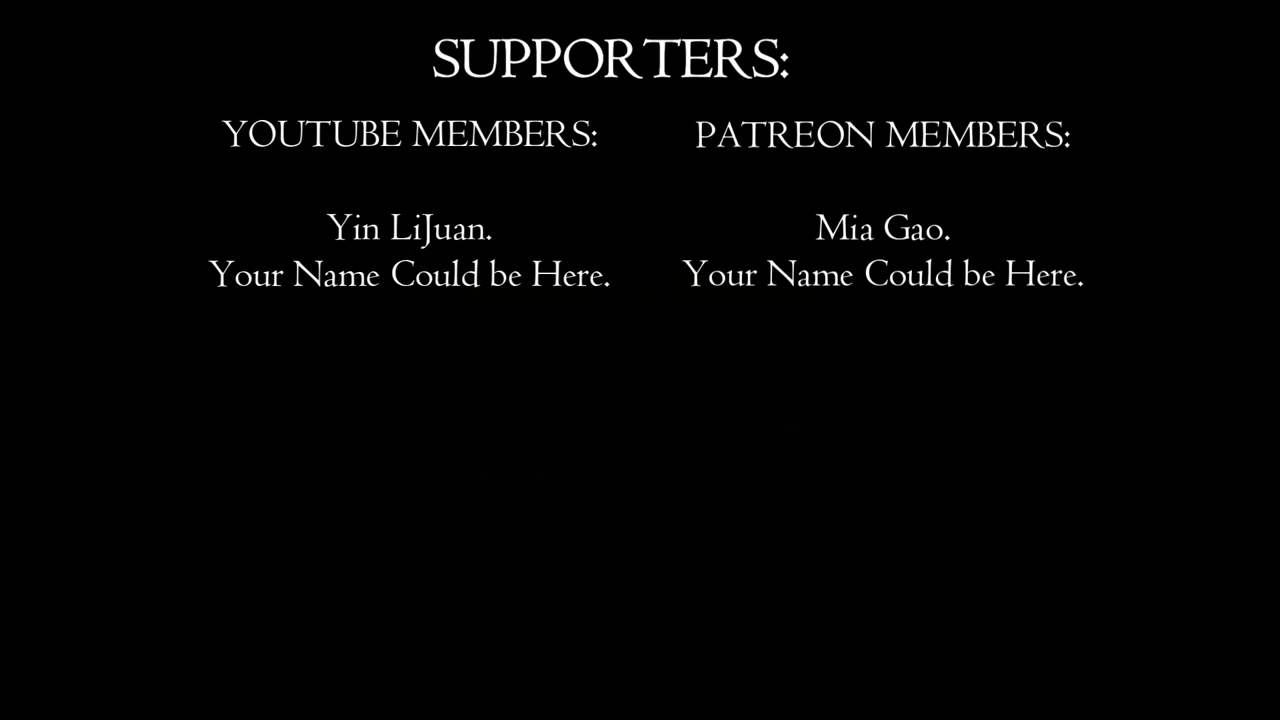 SUPPORTERS:
YOUTUBE MEMBERS:
Yin LiJuan.
Your Name Could be Here.
PATREON MEMBERS:
Mia Gao.
Your Name Could be Here.